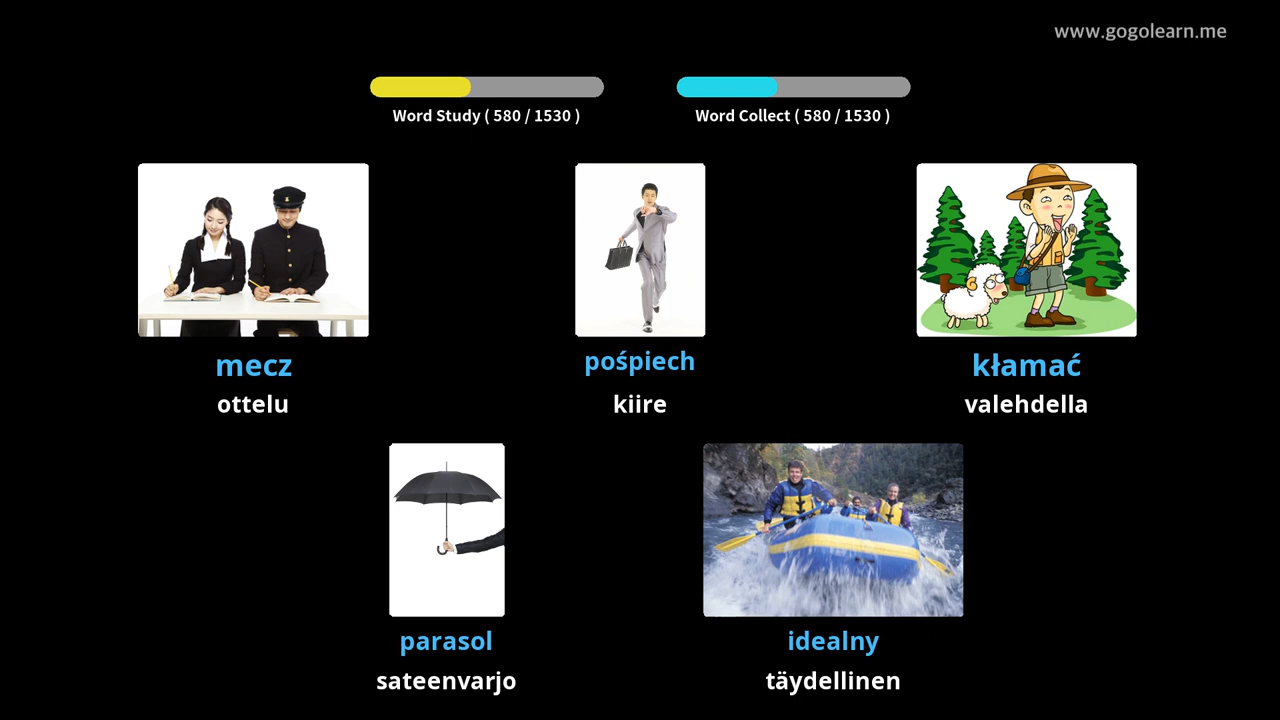 www.gogolearn.me
Word Study ( 580 / 1530 )
Word Collect ( 580 / 1530 )
mecz
ottelu
pośpiech
kiire
kłamać
valehdella
parasol
sateenvarjo
idealny
täydellinen